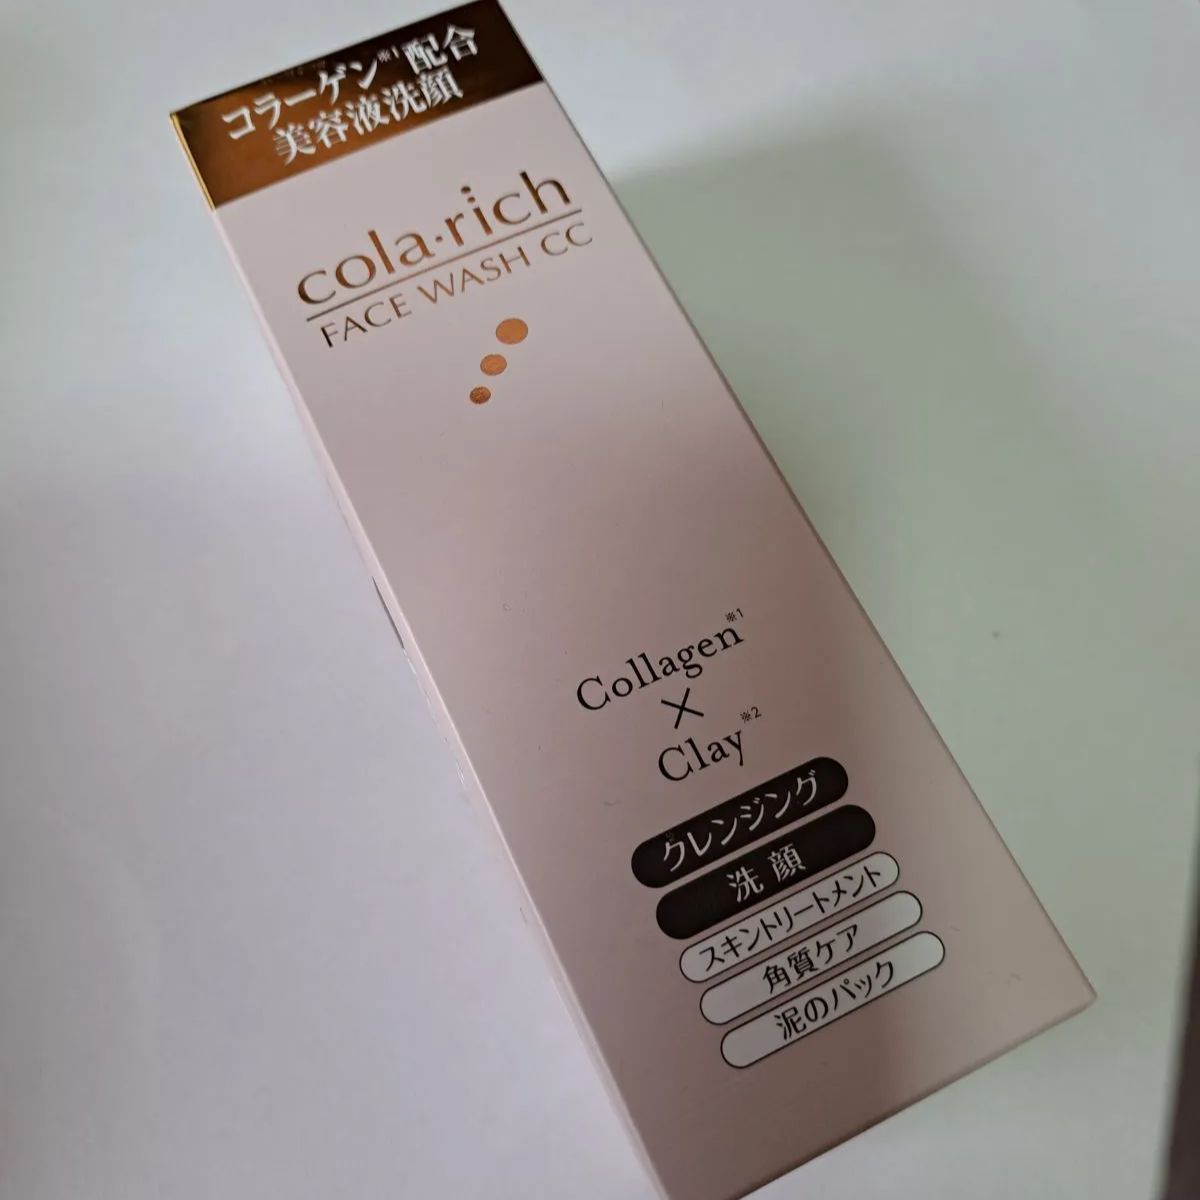 コラーゲン※1配合
美容液洗顔
cola・rich
FACE WASH CC
Collagen※1
×
Clay※2
クレンジング
洗顔
スキントリートメント
角質ケア
泥のパック